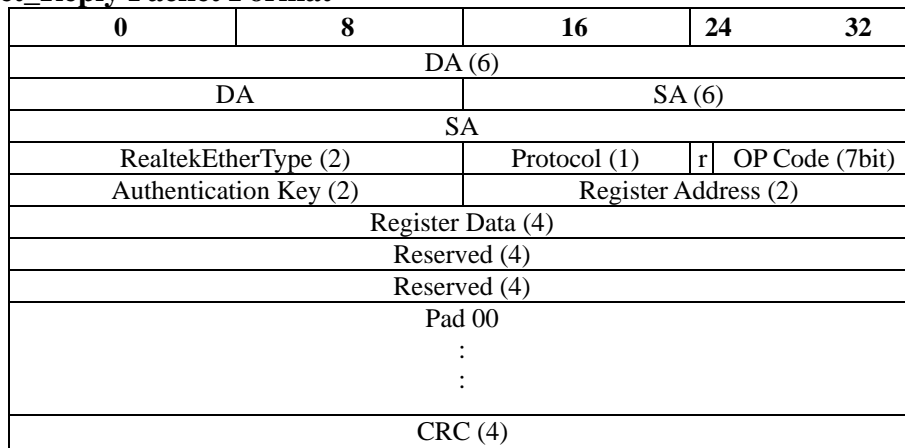 0 8 16 24 32
DA (6)
DA SA (6)
SA
RealtekEtherType (2) Protocol (1) r OP Code (7bit)
Authentication Key (2) Register Address (2)
Register Data (4)
Reserved (4)
Reserved (4)
Pad 00
:
:
CRC (4)